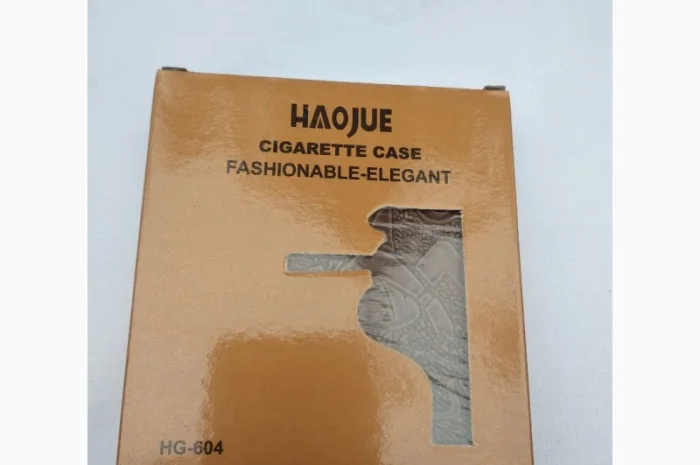 HAOJUE
CIGARETTE CASE
FASHIONABLE-ELEGANT
HG-604